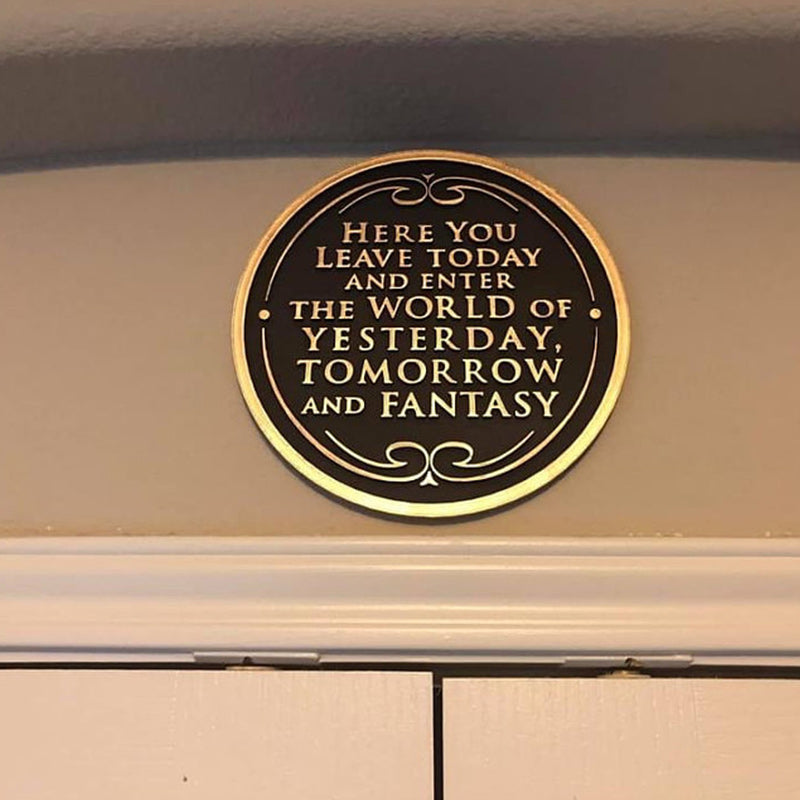 HERE YOU
LEAVE TODAY
AND ENTER
THE WORLD OF
YESTERDAY,
TOMORROW
AND FANTASY